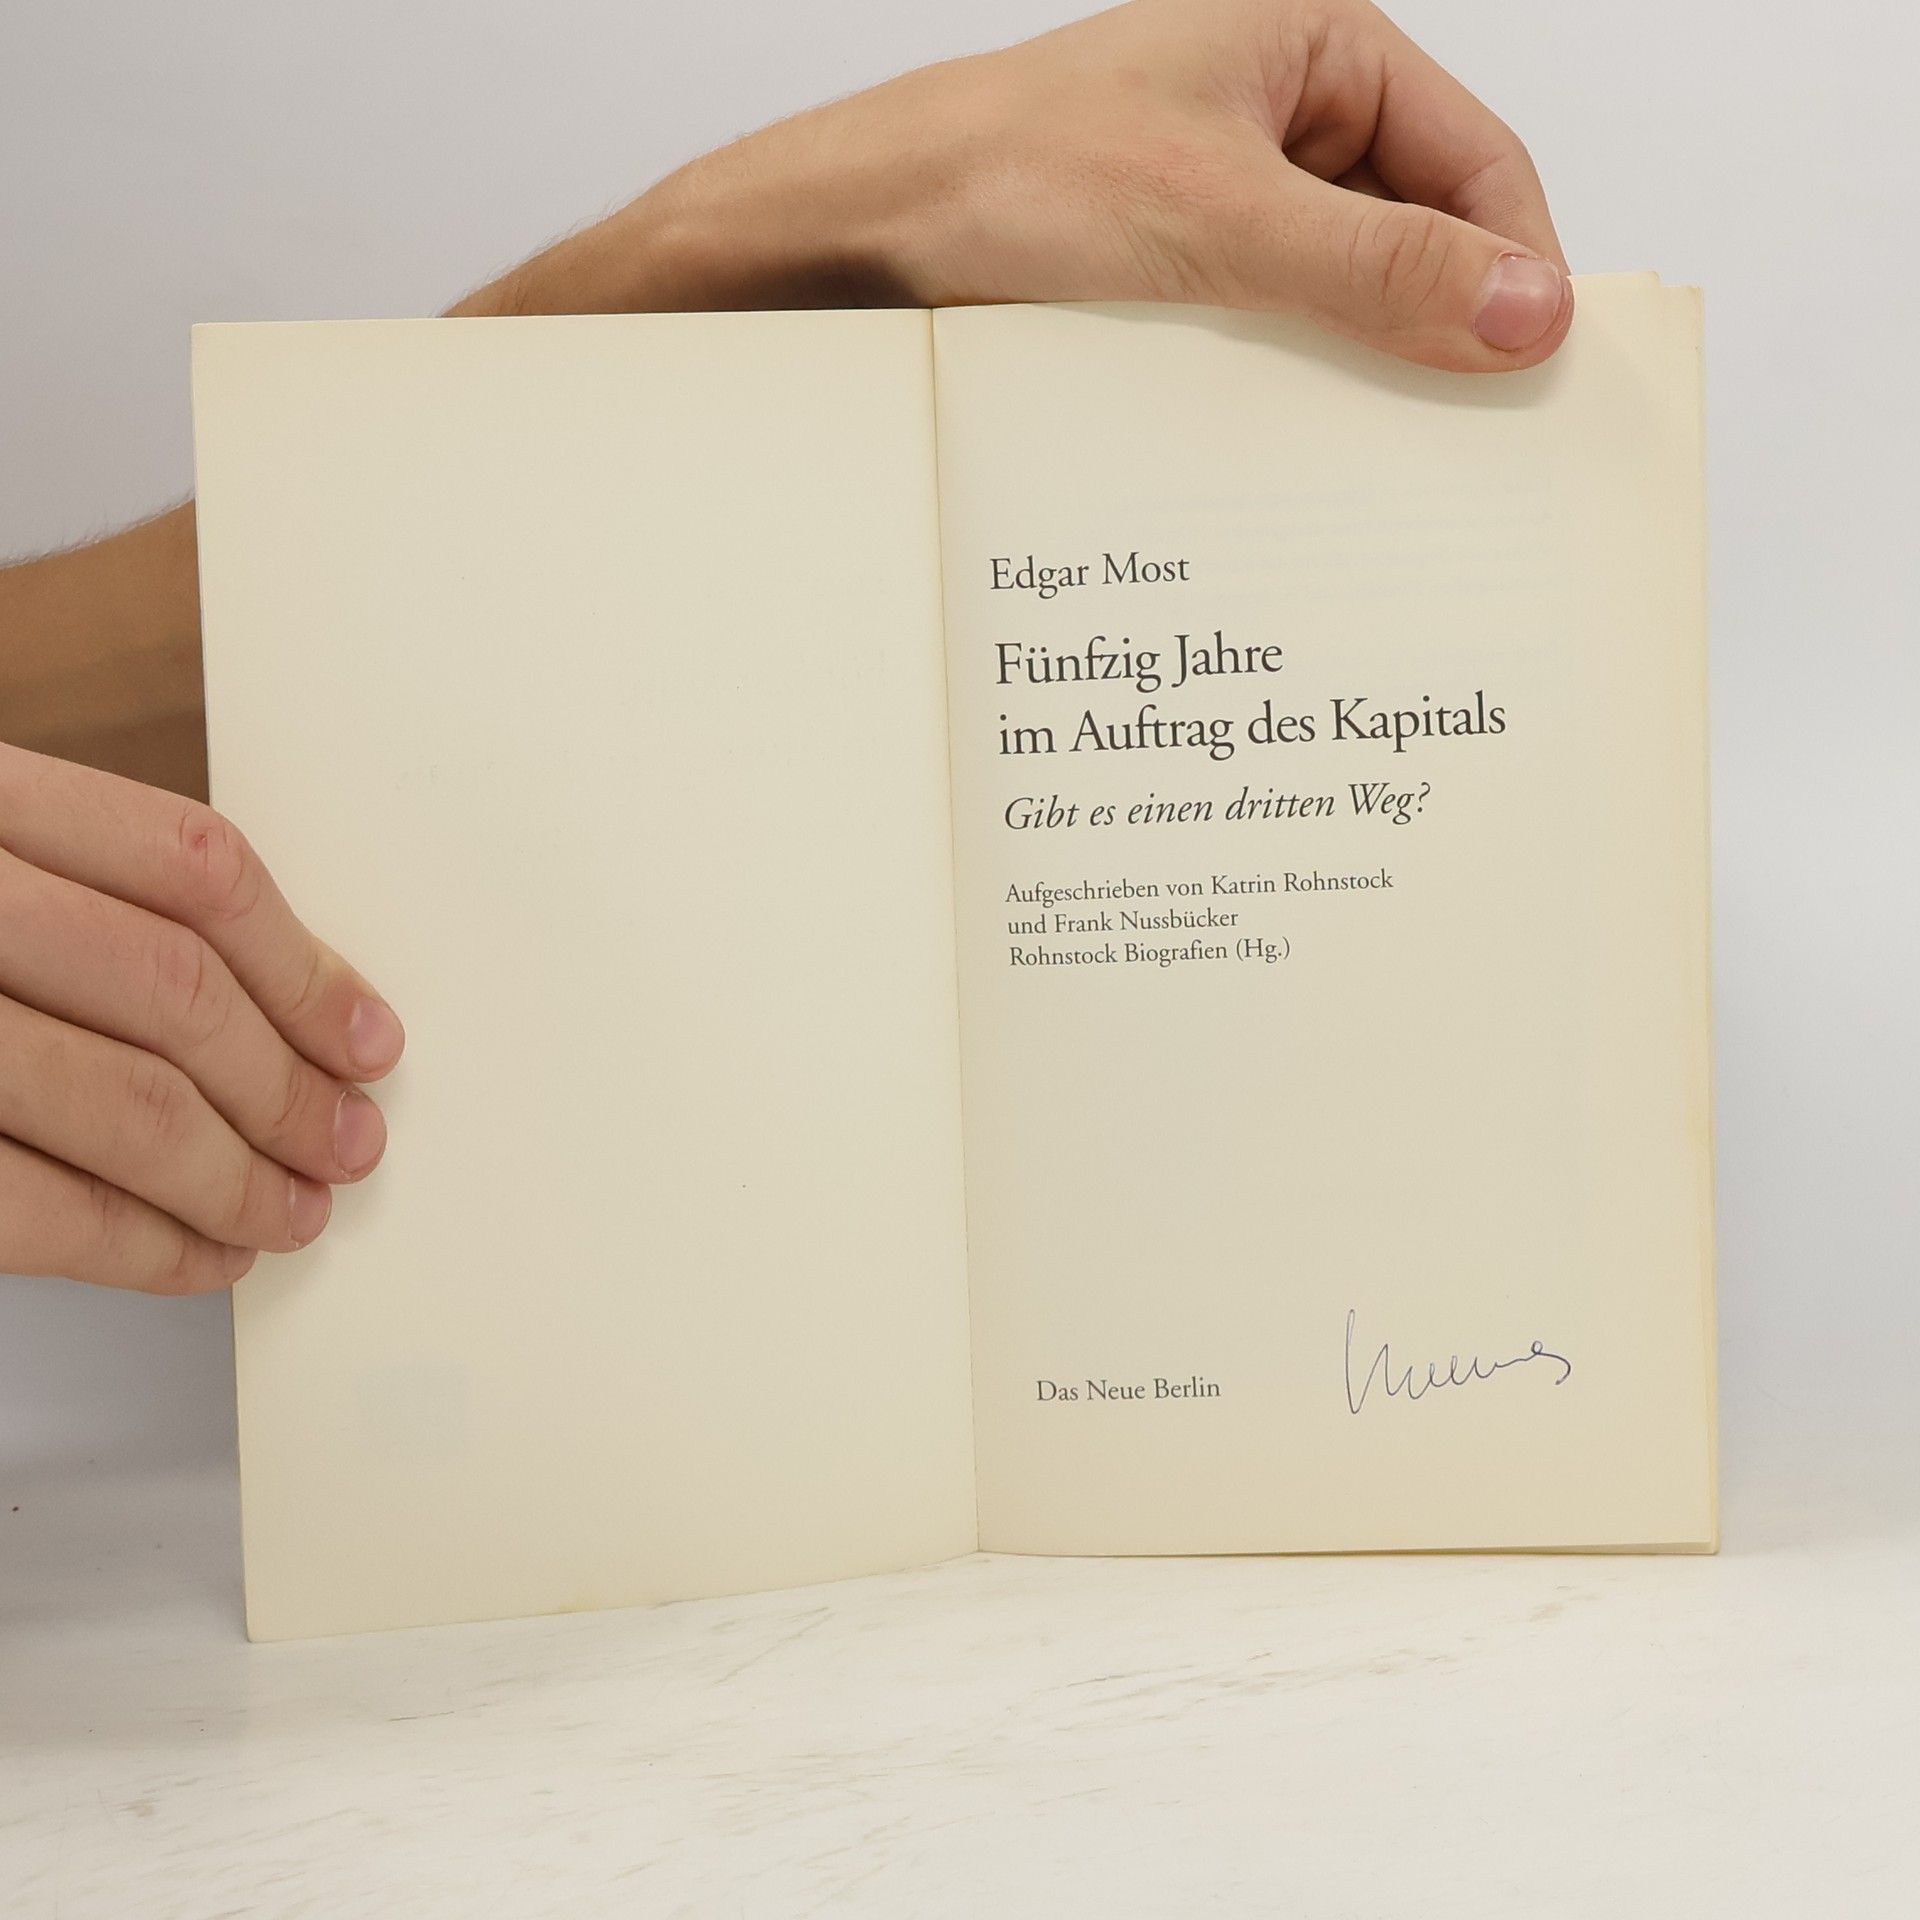 Edgar Most
Fünfzig Jahre
im Auftrag des Kapitals
Gibt es einen dritten Weg?
Aufgeschrieben von Katrin Rohnstock
und Frank Nussbücker
Rohnstock Biografien (Hg.)
Das Neue Berlin